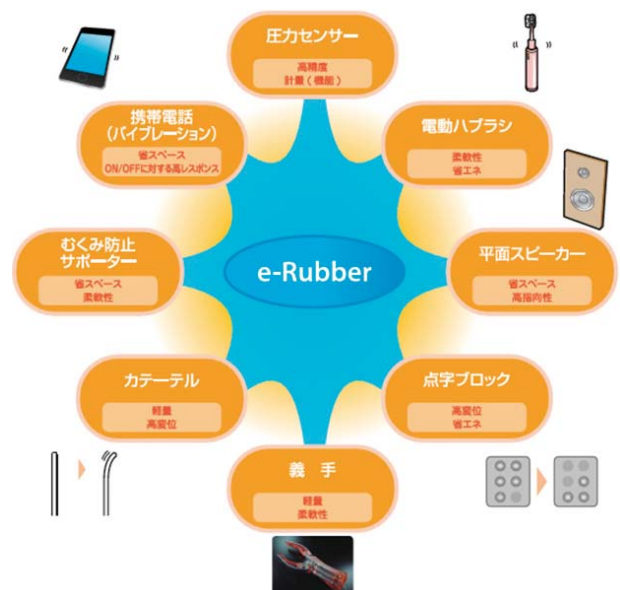 圧力センサー
高精度
計量(機能)
携帯電話
(バイブレーション)
省スペース
ON/OFFに対する高レスポンス
電動ハブラシ
柔軟性
省エネ
むくみ防止
サポーター
省スペース
柔軟性
e-Rubber
平面スピーカー
省スペース
高指向性
カテーテル
軽量
高変位
点字ブロック
高変位
省エネ
義 手
軽量
柔軟性